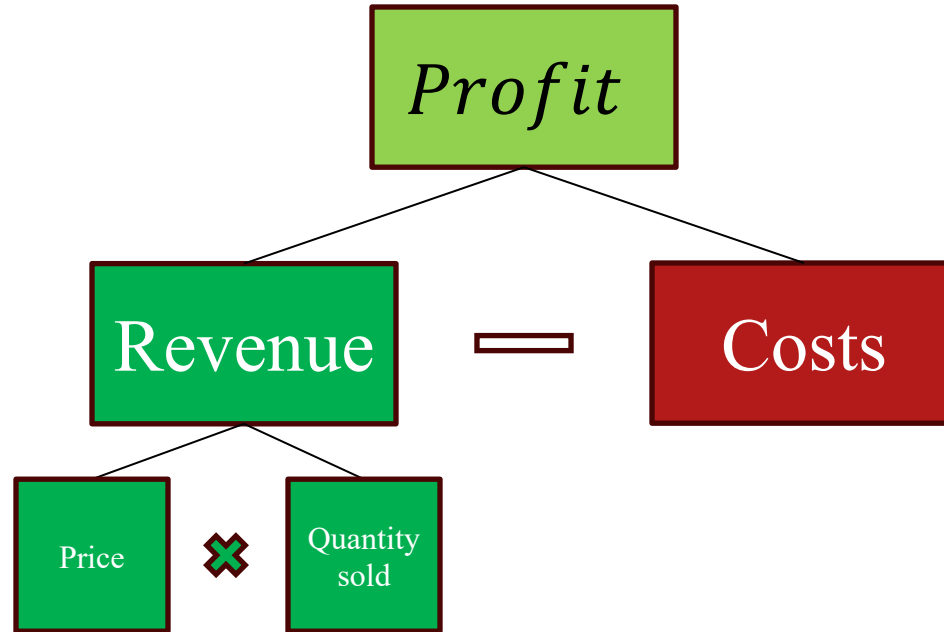 Profit
Revenue
Costs
Price
Quantity
sold